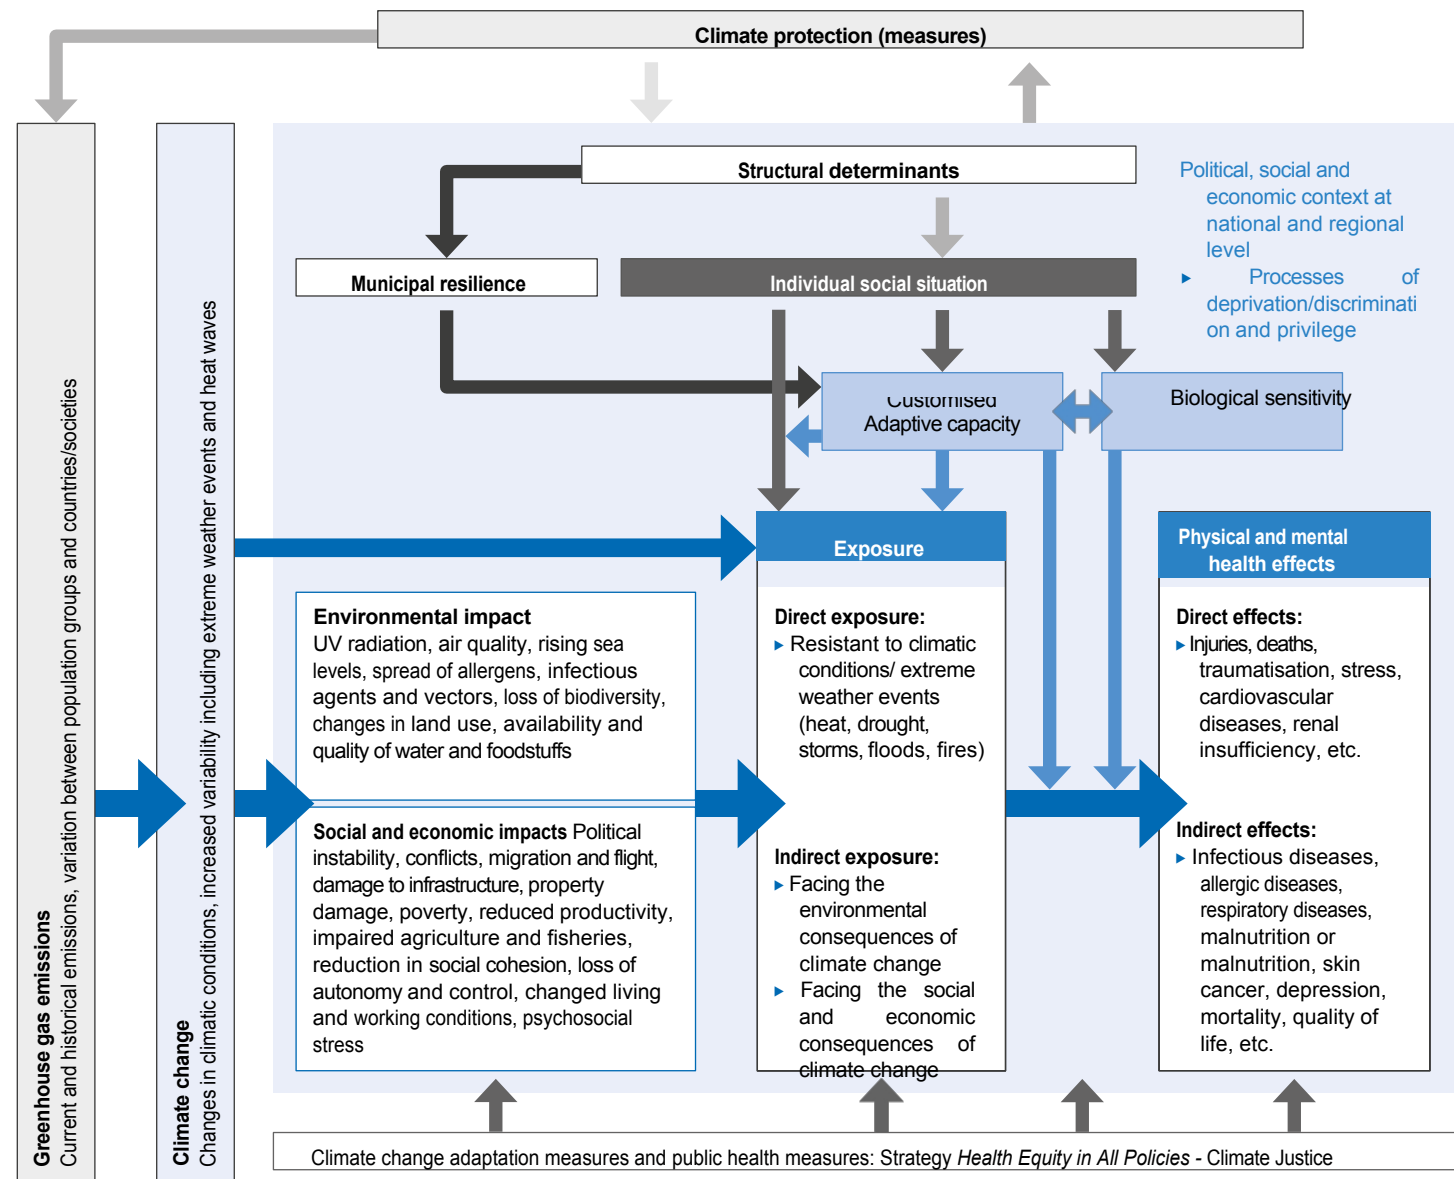 Climate protection (measures)
Greenhouse gas emissions
Current and historical emissions, variation between population groups and countries/societies
Climate change
Changes in climatic conditions, increased variability including extreme weather events and heat waves
Structural determinants
Political, social and
economic context at
national and regional
level
▸ Processes of
deprivation/discriminati
on and privilege
Municipal resilience
Individual social situation
Customised
Adaptive capacity
Biological sensitivity
Exposure
Physical and mental
health effects
Environmental impact
UV radiation, air quality, rising sea
levels, spread of allergens, infectious
agents and vectors, loss of biodiversity,
changes in land use, availability and
quality of water and foodstuffs
Social and economic impacts Political
instability, conflicts, migration and flight,
damage to infrastructure, property
damage, poverty, reduced productivity,
impaired agriculture and fisheries,
reduction in social cohesion, loss of
autonomy and control, changed living
and working conditions, psychosocial
stress
Direct exposure:
▸ Resistant to climatic
conditions/ extreme
weather events
(heat, drought,
storms, floods, fires)
Indirect exposure:
▸ Facing the
environmental
consequences of
climate change
▸ Facing the social
and economic
consequences of
climate change
Direct effects:
▸ Injuries, deaths,
traumatisation, stress,
cardiovascular
diseases, renal
insufficiency, etc.
Indirect effects:
▸ Infectious diseases,
allergic diseases,
respiratory diseases,
malnutrition or
malnutrition, skin
cancer, depression,
mortality, quality of
life, etc.
Climate change adaptation measures and public health measures: Strategy Health Equity in All Policies - Climate Justice